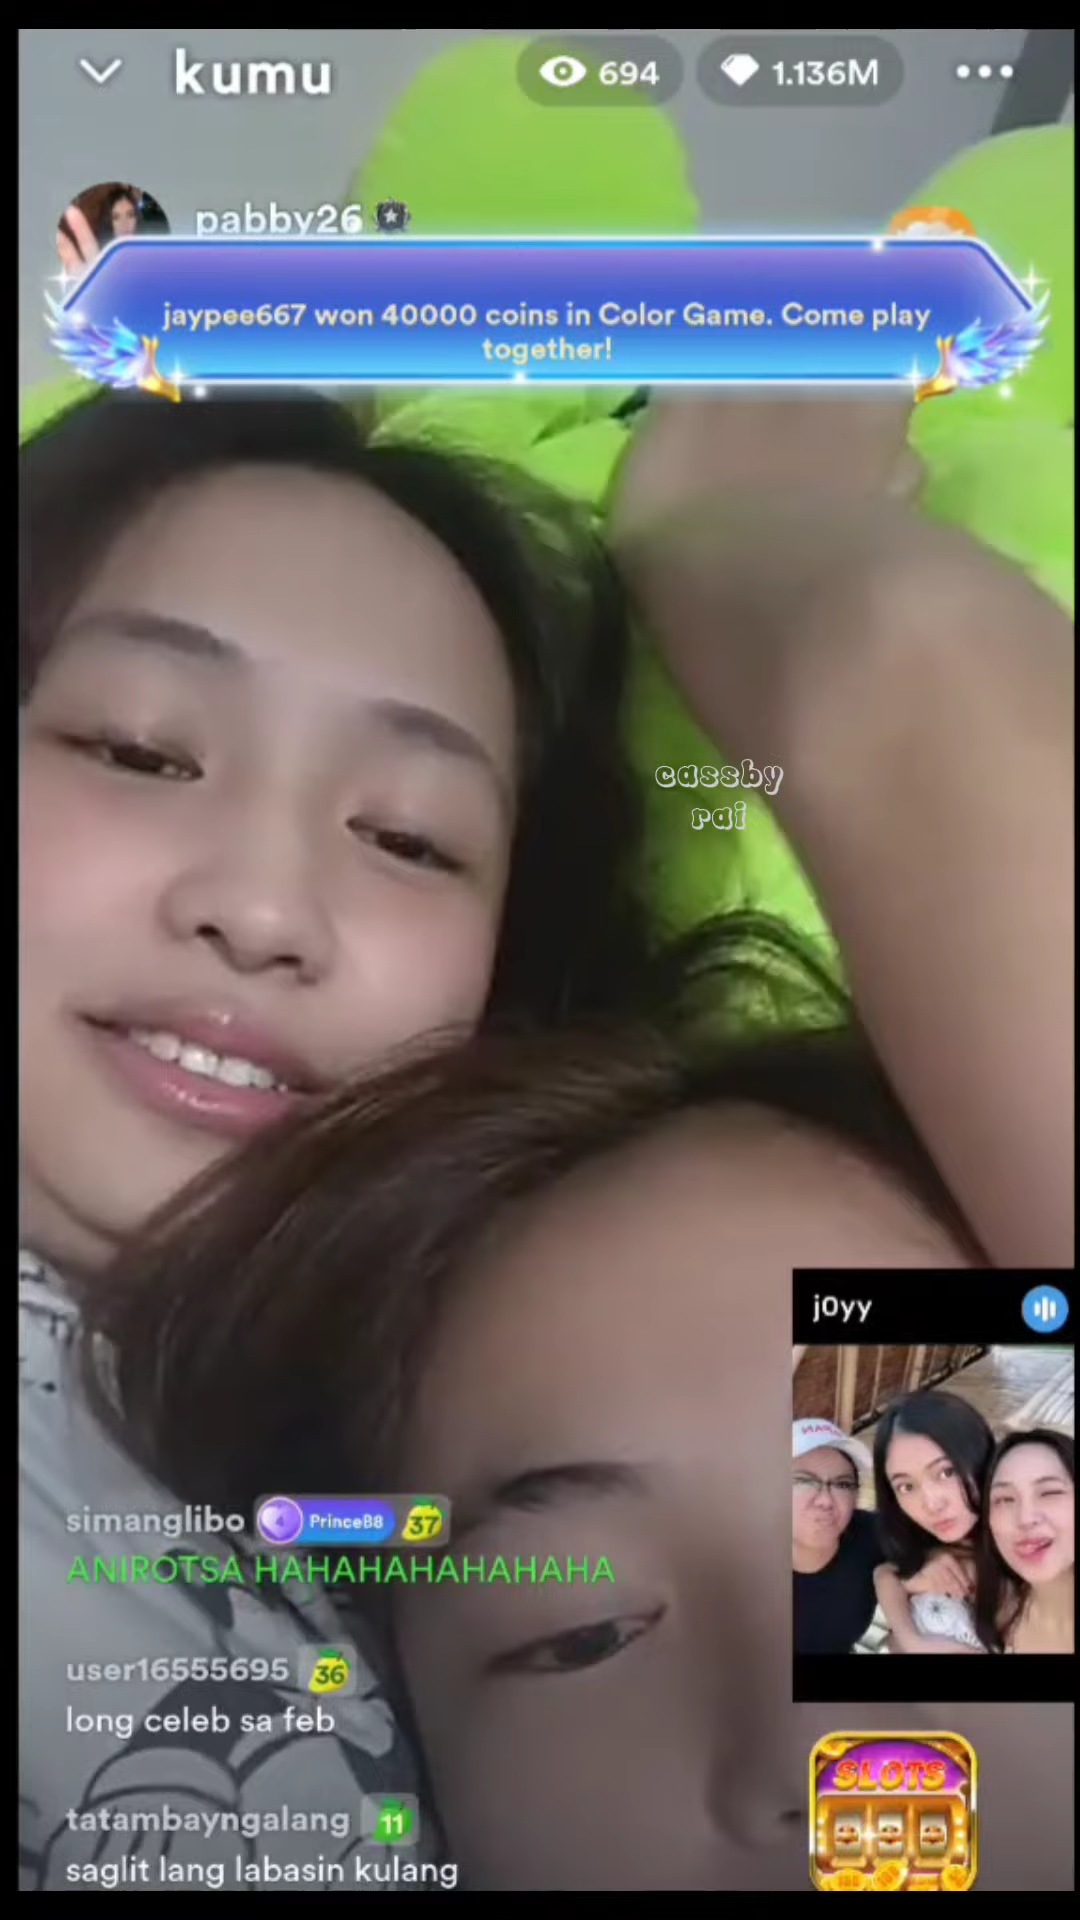 kumu
694
1.136M
pabby26
jaypee667 won 40000 coins in Color Game. Come play
together!
cassby
rai
j0yy
simanglibo PrinceB8 37
ANIROTSA HAHAHAHAHAHAHA
user16555695 36
long celeb sa feb
tatambayngalang 11
saglit lang labasin kulang
SLOTS